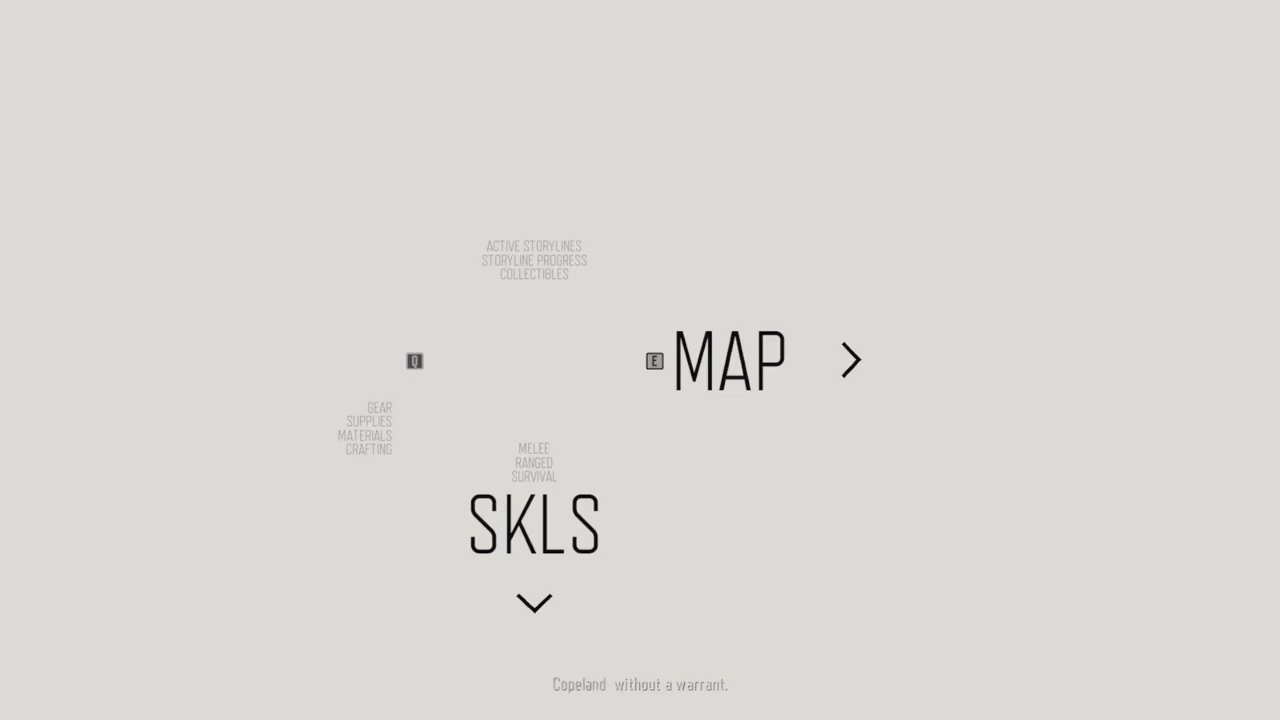 ACTIVE STORYLINES
STORYLINE PROGRESS
COLLECTIBLES
Q
E
MAP
GEAR
SUPPLIES
MATERIALS
CRAFTING
MELEE
RANGED
SURVIVAL
SKLS
Copeland without a warrant.